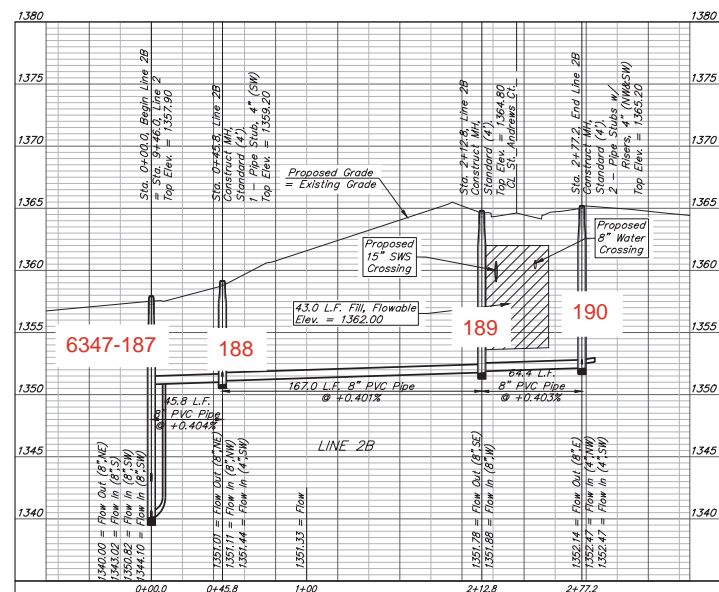 1380
1380
1375
1375
1370
1370
1365
1365
1360
1360
1355
1355
1350
1350
1345
1345
1340
1340
Sta. 0+00.0, Begin Line 2B
= Sta. 9+46.0, Line 2
Top Elev. = 1357.90
Sta. 0+45.8, Line 2B
Construct MH,
Standard (4')
1 - Pipe Stub, 4" (SW)
Top Elev. = 1359.20
Sta. 2+12.8, Line 2B
Construct MH,
Standard (4')
Top Elev. = 1364.80
CL St. Andrews Ct.
Sta. 2+77.2, End Line 2B
Construct MH,
Standard (4'),
2 - Pipe Stubs w/
Risers, 4" (NW&SW)
Top Elev. = 1365.20
Proposed Grade
= Existing Grade
Proposed
15" SWS
Crossing
Proposed
8" Water
Crossing
43.0 L.F. Fill, Flowable
Elev. = 1362.00
6347-187
188
189
190
45.8 L.F.
8" PVC Pipe
@ +0.404%
167.0 L.F. 8" PVC Pipe
@ +0.401%
64.4 L.F.
8" PVC Pipe
@ +0.403%
LINE 2B
1340.00 = Flow Out (8",NE)
1343.02 = Flow In (8",S)
1350.82 = Flow In (8",SW)
1344.10 = Flow In (8",SW)
1351.01 = Flow Out (8",NE)
1351.11 = Flow In (8",NW)
1351.44 = Flow In (4",SW)
1351.33 = Flow
1351.78 = Flow Out (8",SE)
1351.88 = Flow In (8",W)
1352.14 = Flow Out (8",E)
1352.47 = Flow In (4",NW)
1352.47 = Flow In (4",SW)
0+00.0
0+45.8
1+00
2+12.8
2+77.2